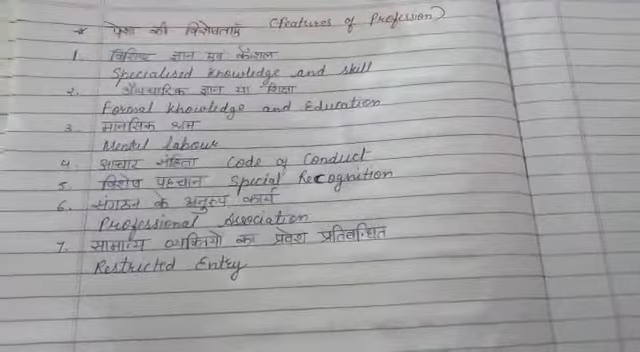 * पेशा की विशेषताएँ (Features of Profession)
1. विशिष्ट ज्ञान एवं कौशल
Specialised knowledge and skill
2. औपचारिक ज्ञान या शिक्षा
Formal knowledge and Education
3. मानसिक श्रम
Mental Labour
4. आचार संहिता Code of Conduct
5. विशेष पहचान Special Recognition
6. संगठन के अनुरूप कार्य
Professional Association
7. सामान्य व्यक्तियों का प्रवेश प्रतिबन्धित
Restricted Entry